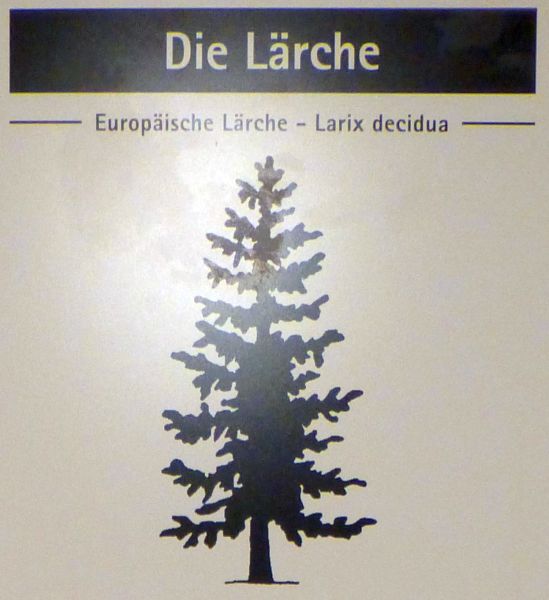 Die Lärche
Europäische Lärche - Larix decidua